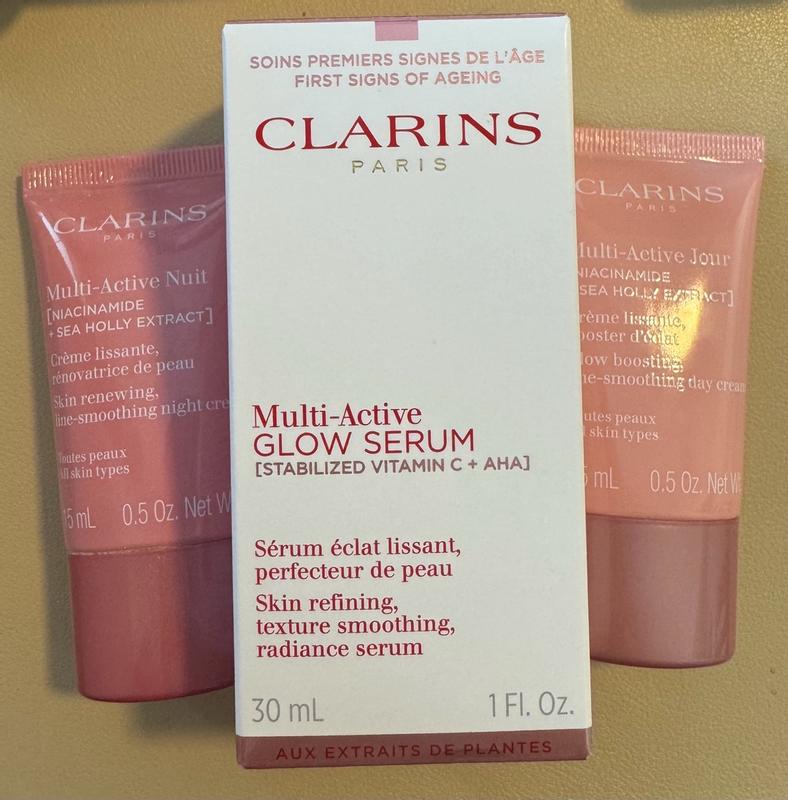 SOINS PREMIERS SIGNES DE L'ÂGE
FIRST SIGNS OF AGEING
CLARINS
PARIS
Multi-Active
GLOW SERUM
[STABILIZED VITAMIN C + AHA]
Sérum éclat lissant,
perfecteur de peau
Skin refining,
texture smoothing,
radiance serum
30 mL 1 Fl. Oz.
AUX EXTRAITS DE PLANTES
CLARINS
PARIS
Multi-Active Nuit
[NIACINAMIDE
+ SEA HOLLY EXTRACT]
Crème lissante,
rénovatrice de peau
Skin renewing,
line-smoothing night cre
Toutes peaux
All skin types
15 mL 0.5 Oz. Net W
CLARINS
PARIS
Multi-Active Jour
NIACINAMIDE
SEA HOLLY EXTRACT]
rème lissante,
ooster d'éclat
low boosting,
ne-smoothing day cream
outes peaux
l skin types
5 mL 0.5 Oz. Net W